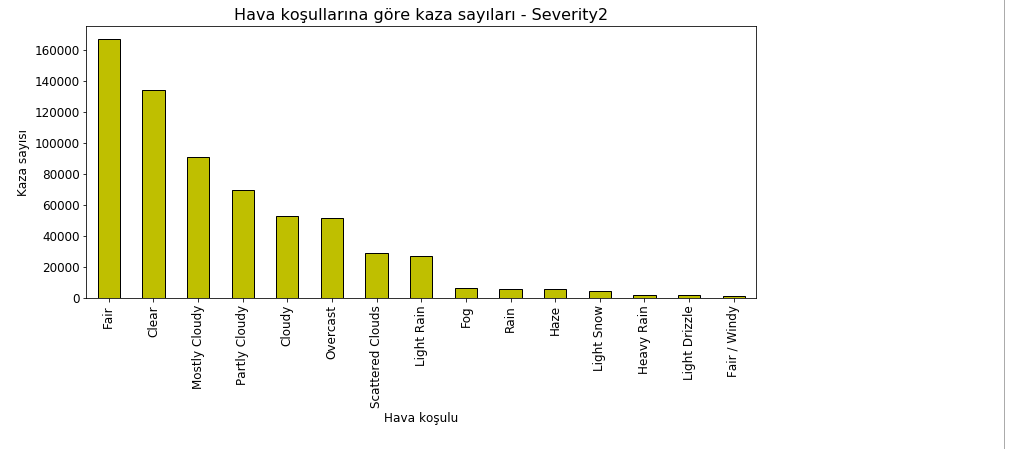 Hava koşullarına göre kaza sayıları - Severity2
Kaza sayısı
160000
140000
120000
100000
80000
60000
40000
20000
0
Fair
Clear
Mostly Cloudy
Partly Cloudy
Cloudy
Overcast
Scattered Clouds
Light Rain
Fog
Rain
Haze
Light Snow
Heavy Rain
Light Drizzle
Fair / Windy
Hava koşulu